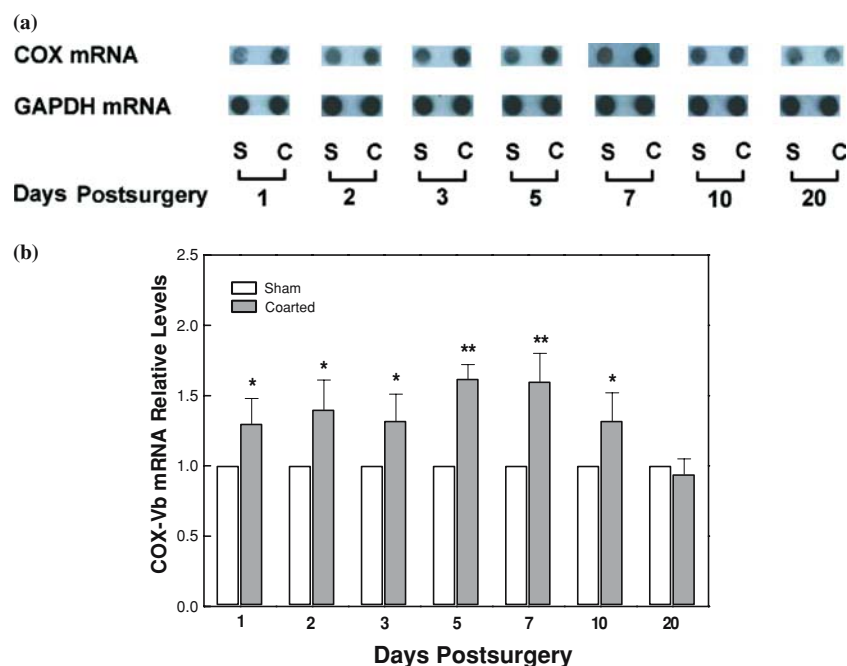 (a)
COX mRNA
GAPDH mRNA
S C S C S C S C S C S C S C
Days Postsurgery 1 2 3 5 7 10 20
(b)
2.5
Sham
Coarted
2.0
** **
* * * *
1.5
1.0
0.5
0.0
COX-Vb mRNA Relative Levels
1 2 3 5 7 10 20
Days Postsurgery